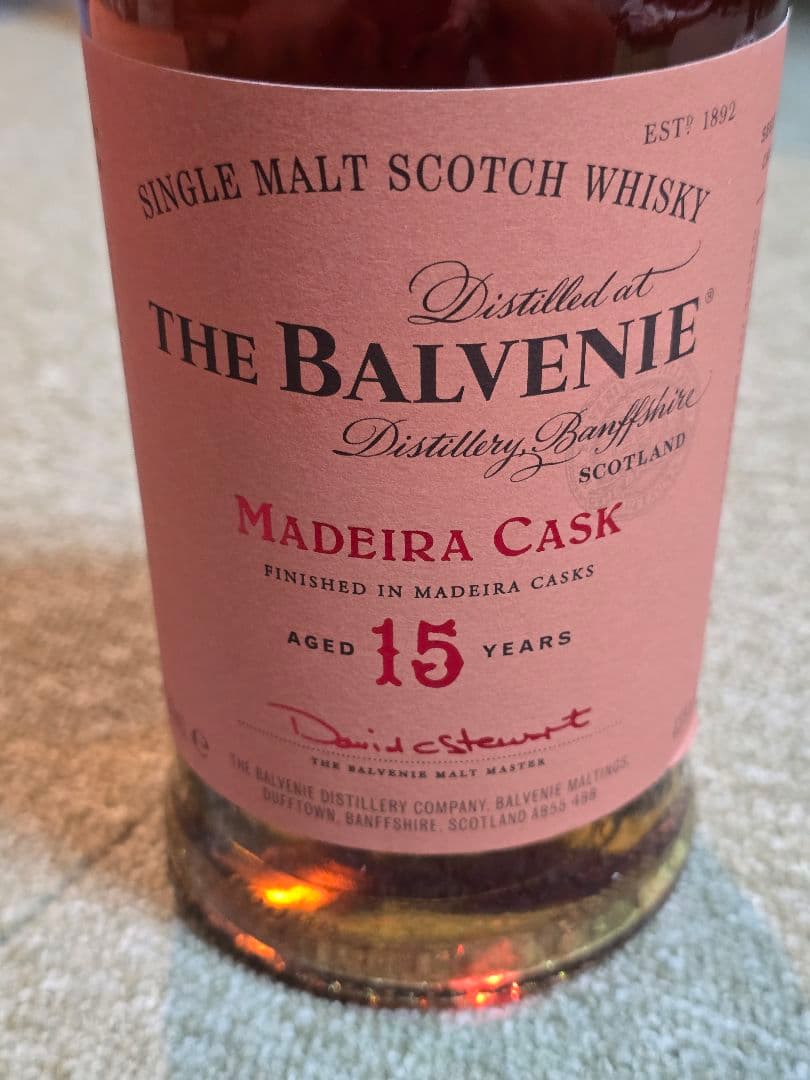 ESTD 1892
SINGLE MALT SCOTCH WHISKY
Distilled at
THE BALVENIE®
Distillery, Banffshire
SCOTLAND
MADEIRA CASK
FINISHED IN MADEIRA CASKS
AGED 15 YEARS
David C Stewart
THE BALVENIE MALT MASTER
THE BALVENIE DISTILLERY COMPANY, BALVENIE MALTINGS,
DUFFTOWN, BANFFSHIRE, SCOTLAND AB55 4BB